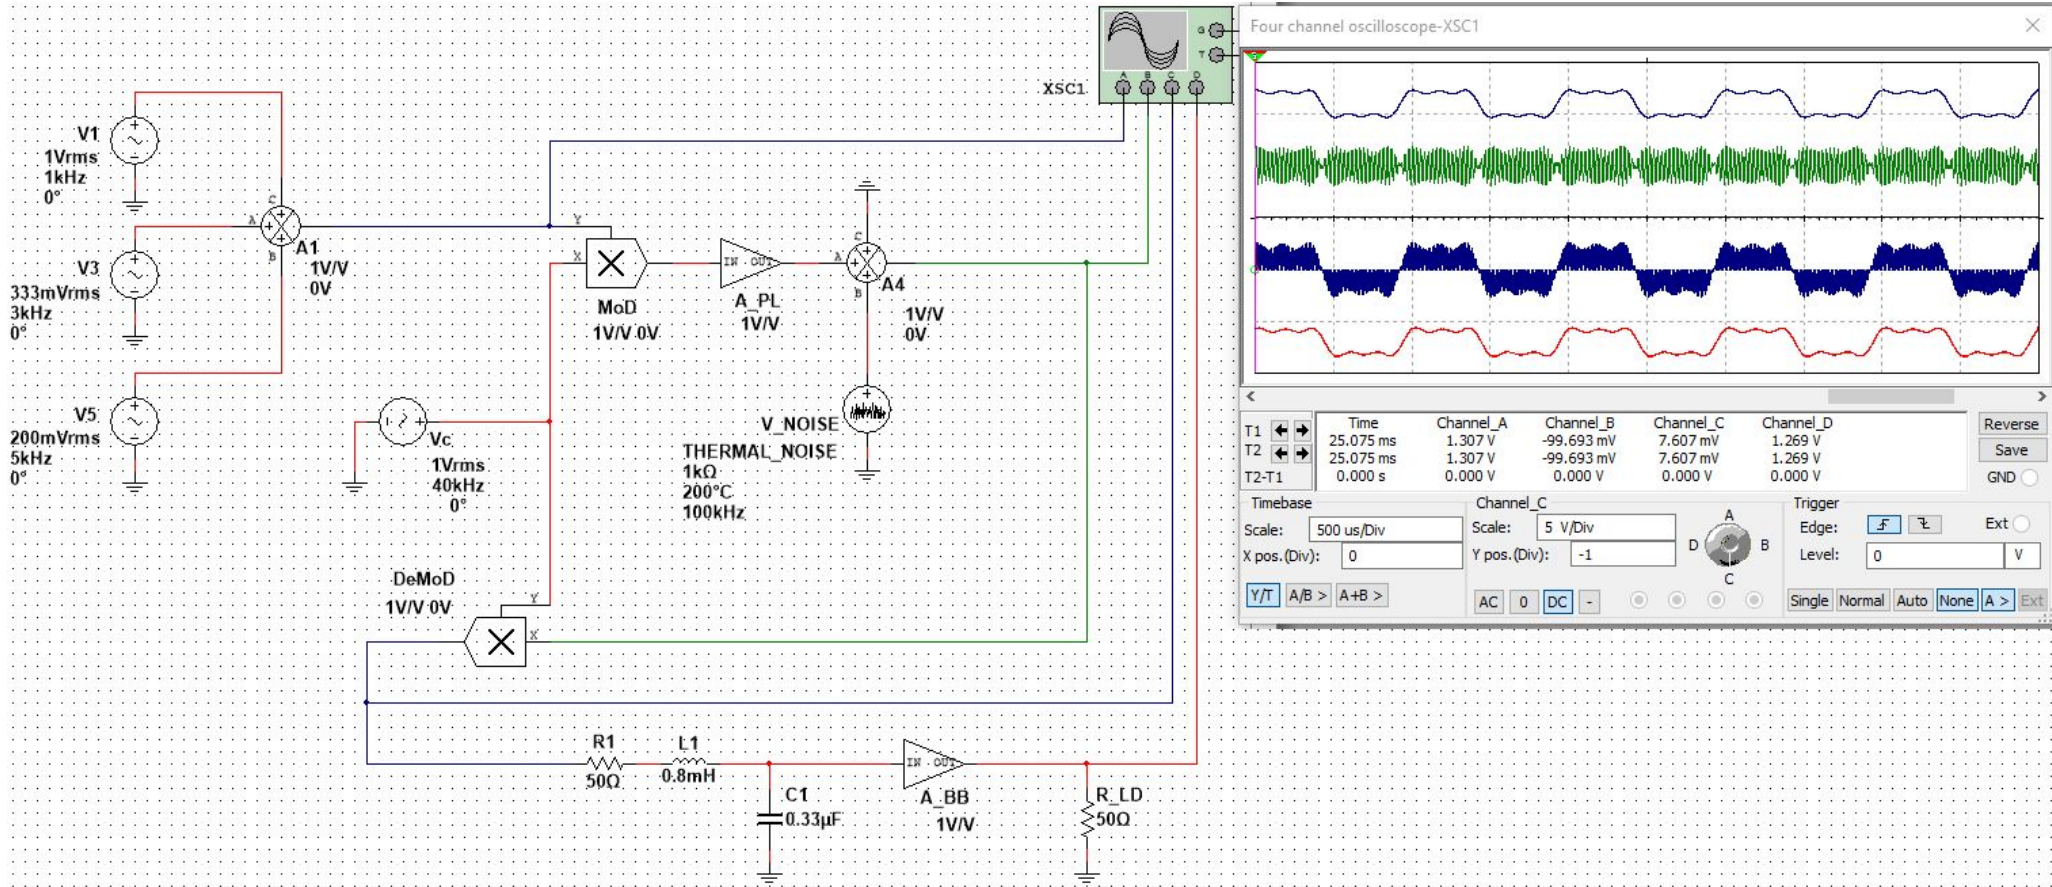 V1
1Vrms
1kHz
0°
V3
333mVrms
3kHz
0°
V5
200mVrms
5kHz
0°
C
A
B
A1
1V/V
0V
Vc
1Vrms
40kHz
0°
Y
X
MoD
1V/V 0V
IN OUT
A_PL
1V/V
C
A
B
A4
1V/V
0V
V_NOISE
THERMAL_NOISE
1kΩ
200°C
100kHz
XSC1
A B C D
G
T
DeMoD
1V/V 0V
Y
X
R1
50Ω
L1
0.8mH
C1
0.33µF
IN OUT
A_BB
1V/V
R_LD
50Ω
Four channel oscilloscope-XSC1
Time Channel_A Channel_B Channel_C Channel_D
T1 25.075 ms 1.307 V -99.693 mV 7.607 mV 1.269 V
T2 25.075 ms 1.307 V -99.693 mV 7.607 mV 1.269 V
T2-T1 0.000 s 0.000 V 0.000 V 0.000 V 0.000 V
Reverse
Save
GND
Timebase
Scale: 500 us/Div
X pos.(Div): 0
Y/T A/B > A+B >
Channel_C
Scale: 5 V/Div
Y pos.(Div): -1
AC 0 DC -
A
D B
C
Trigger
Edge: Ext
Level: 0 V
Single Normal Auto None A > Ext